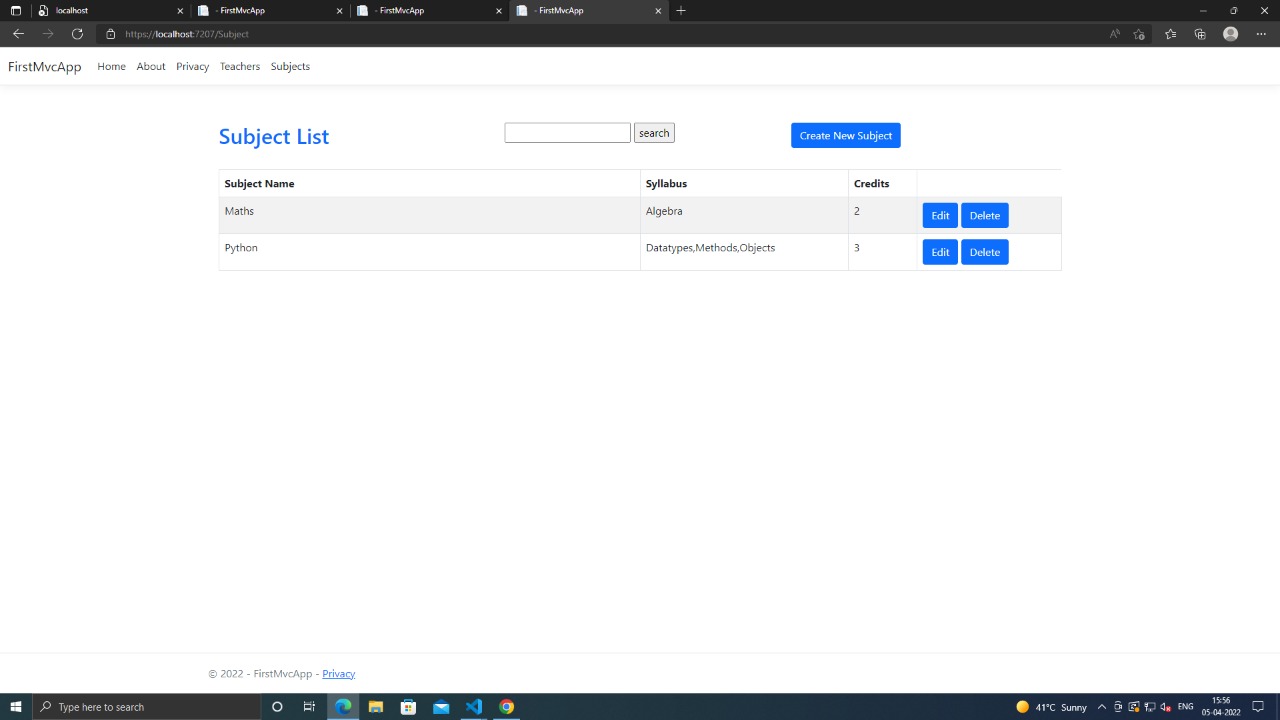 localhost
- FirstMvcApp
- FirstMvcApp
- FirstMvcApp
https://localhost:7207/Subject
FirstMvcApp Home About Privacy Teachers Subjects
Subject List search Create New Subject
Subject Name Syllabus Credits
Maths Algebra 2 Edit Delete
Python Datatypes,Methods,Objects 3 Edit Delete
© 2022 - FirstMvcApp - Privacy
Type here to search
41°C Sunny
ENG
15:56
05-04-2022